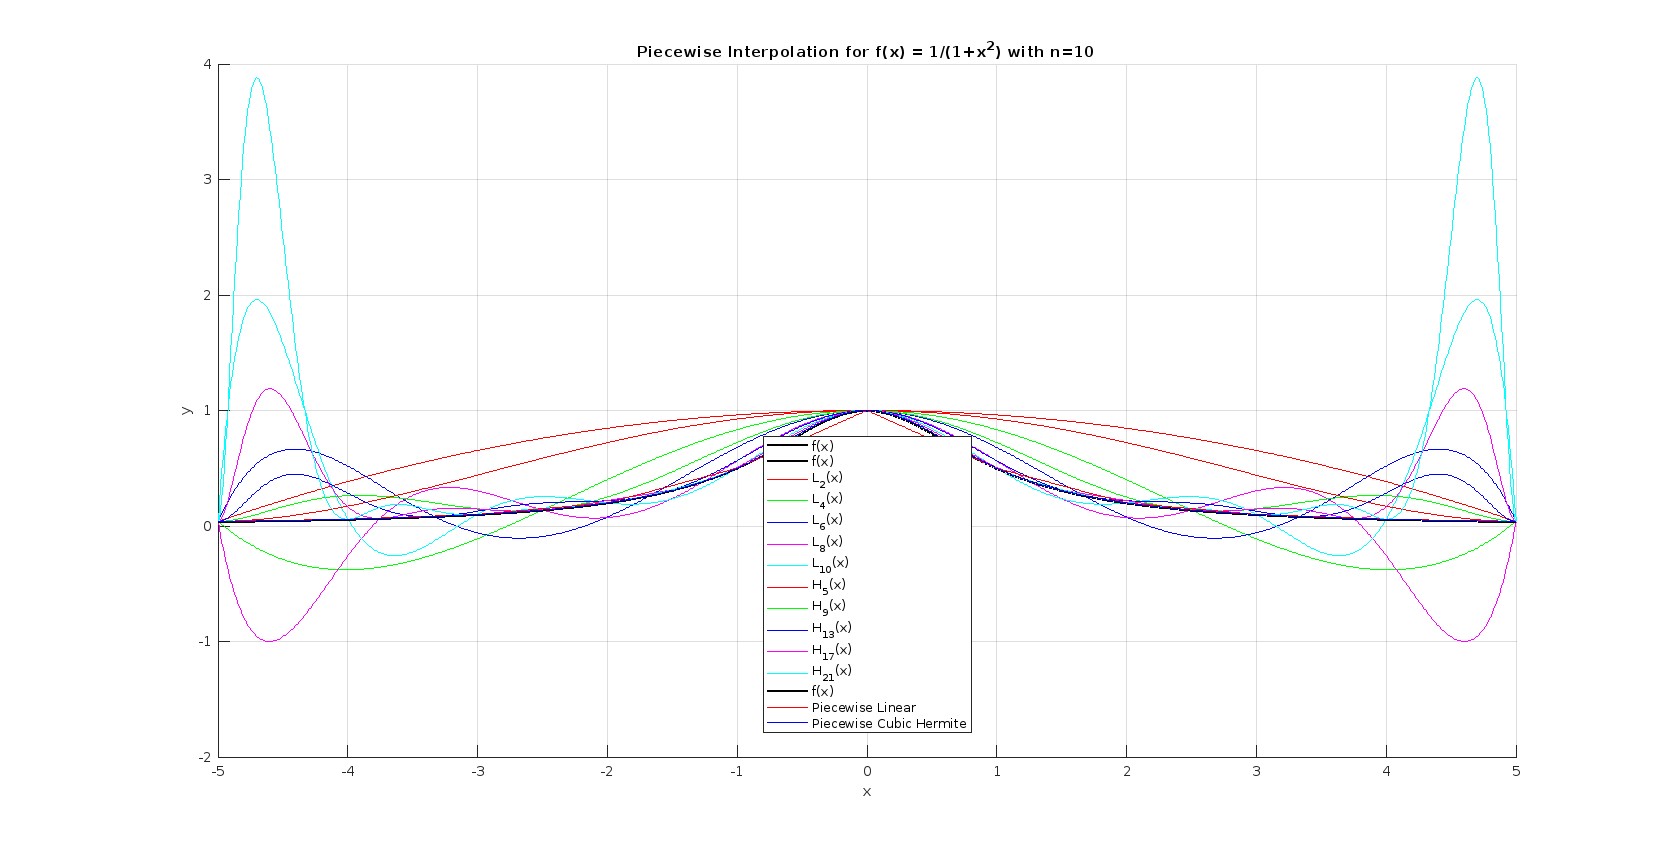 Piecewise Interpolation for f(x) = 1/(1+x²) with n=10
4
3
2
1
0
-1
-2
y
-5 -4 -3 -2 -1 0 1 2 3 4 5
x
f(x)
f(x)
L₂(x)
L₄(x)
L₆(x)
L₈(x)
L₁₀(x)
H₅(x)
H₉(x)
H₁₃(x)
H₁₇(x)
H₂₁(x)
f(x)
Piecewise Linear
Piecewise Cubic Hermite